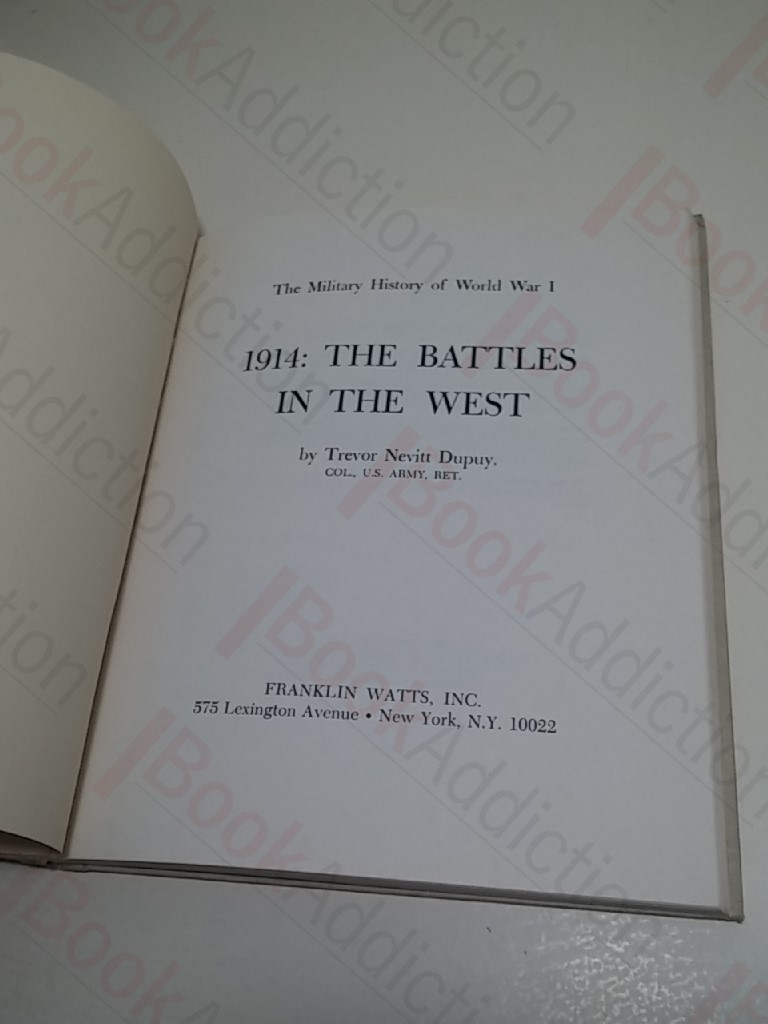 The Military History of World War I
1914: THE BATTLES
IN THE WEST
by Trevor Nevitt Dupuy.
COL., U.S. ARMY, RET.
FRANKLIN WATTS, INC.
575 Lexington Avenue • New York, N.Y. 10022
BookAddiction